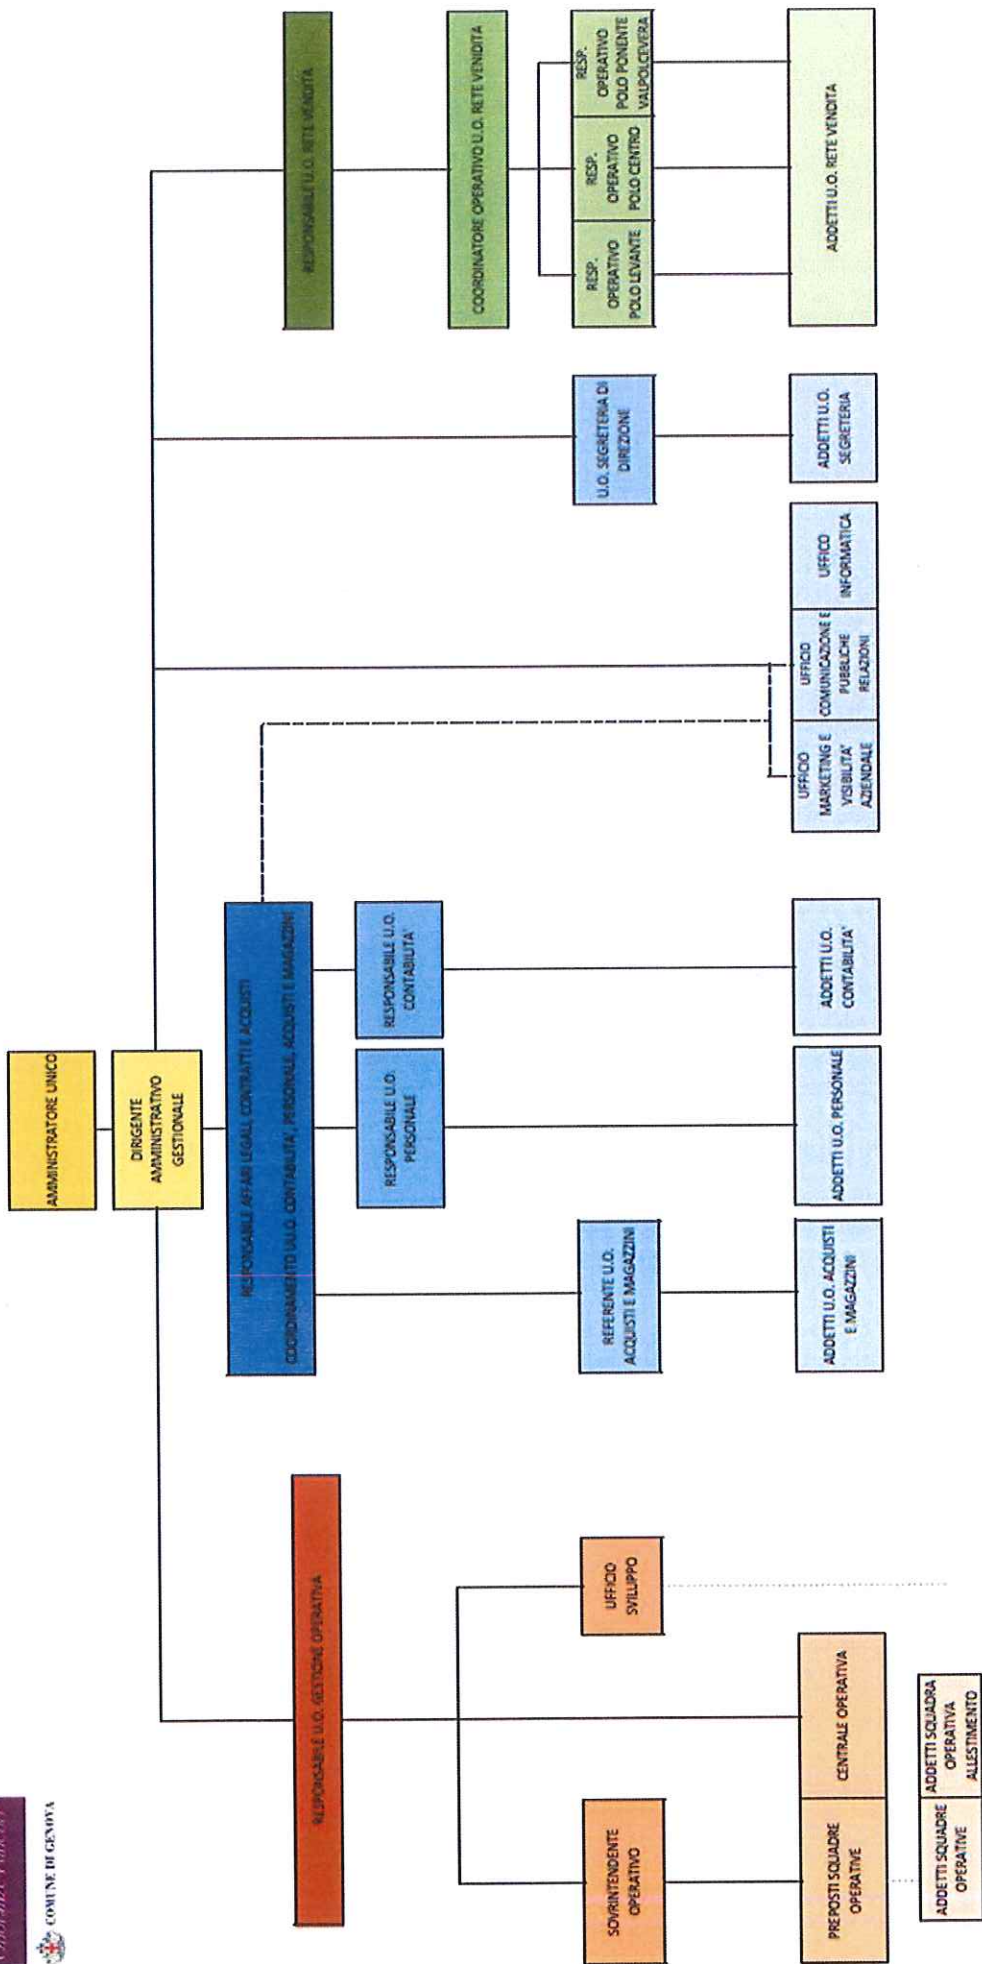 COMUNE DI GENOVA
AMMINISTRATORE UNICO
DIRIGENTE
AMMINISTRATIVO
GESTIONALE
RESPONSABILE AFFARI LEGALI, CONTRATTI E ACQUISTI
COORDINAMENTO UU.O. CONTABILITA', PERSONALE, ACQUISTI E MAGAZZINI
RESPONSABILE U.O. GESTIONE OPERATIVA
RESPONSABILE U.O. RETE VENDITA
RESPONSABILE U.O.
PERSONALE
RESPONSABILE U.O.
CONTABILITA'
COORDINATORE OPERATIVO U.O. RETE VENIDITA
SOVRINTENDENTE
OPERATIVO
UFFICIO
SVILUPPO
REFERENTE U.O.
ACQUISTI E MAGAZZINI
U.O. SEGRETERIA DI
DIREZIONE
RESP.
OPERATIVO
POLO LEVANTE
RESP.
OPERATIVO
POLO CENTRO
RESP.
OPERATIVO
POLO PONENTE
VALPOLCEVERA
PREPOSTI SQUADRE
OPERATIVE
CENTRALE OPERATIVA
ADDETTI U.O. ACQUISTI
E MAGAZZINI
ADDETTI U.O. PERSONALE
ADDETTI U.O.
CONTABILITA'
UFFICIO
MARKETING E
VISIBILITA'
AZIENDALE
UFFICIO
COMUNICAZIONE E
PUBBLICHE
RELAZIONI
UFFICO
INFORMATICA
ADDETTI U.O.
SEGRETERIA
ADDETTI U.O. RETE VENDITA
ADDETTI SQUADRE
OPERATIVE
ADDETTI SQUADRA
OPERATIVA
ALLESTIMENTO